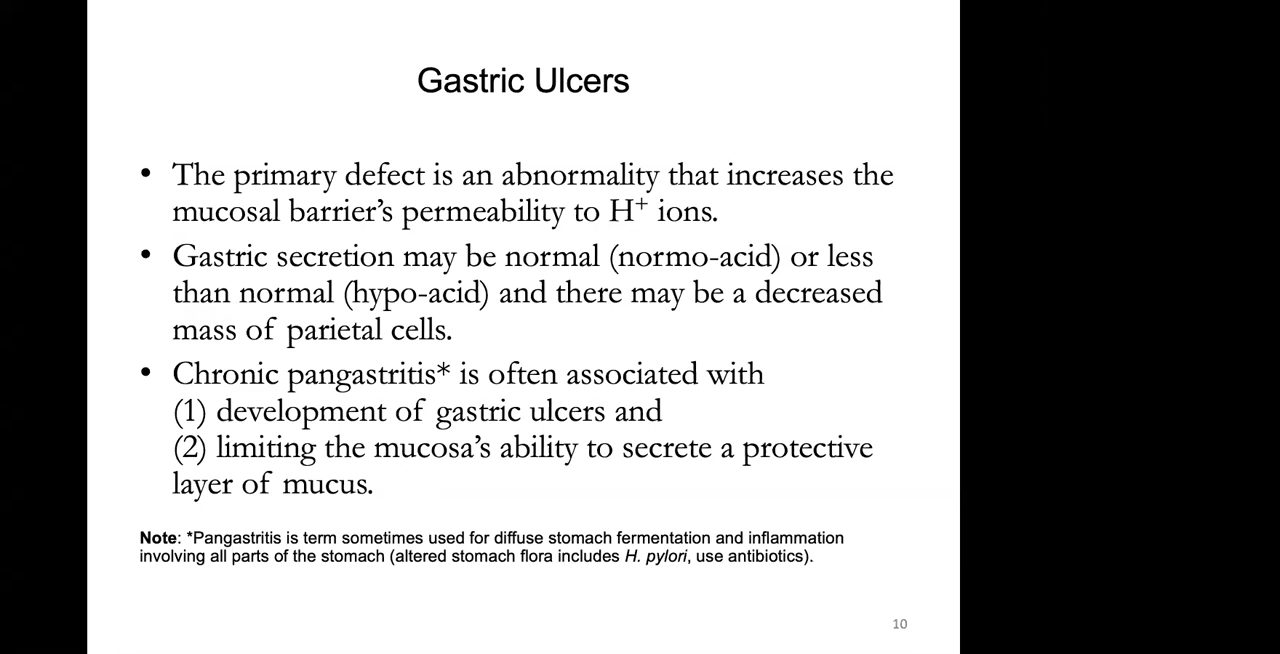 Gastric Ulcers
• The primary defect is an abnormality that increases the
mucosal barrier’s permeability to H⁺ ions.
• Gastric secretion may be normal (normo-acid) or less
than normal (hypo-acid) and there may be a decreased
mass of parietal cells.
• Chronic pangastritis* is often associated with
(1) development of gastric ulcers and
(2) limiting the mucosa’s ability to secrete a protective
layer of mucus.
Note: *Pangastritis is term sometimes used for diffuse stomach fermentation and inflammation
involving all parts of the stomach (altered stomach flora includes H. pylori, use antibiotics).
10